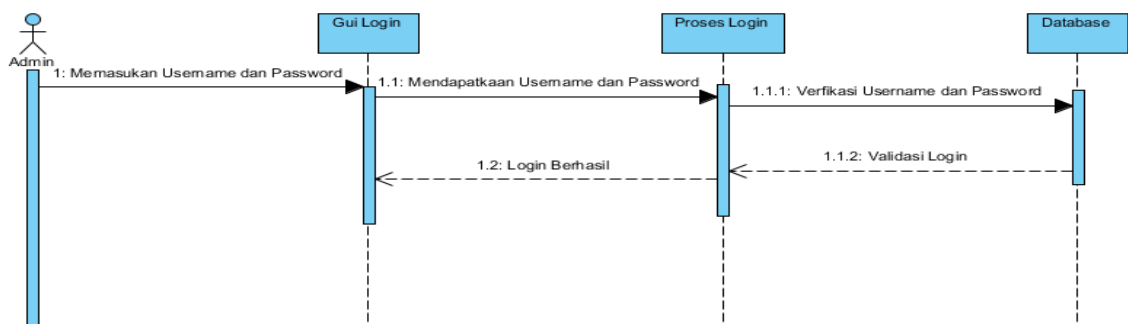 Gui Login
Proses Login
Database
Admin
1: Memasukan Username dan Password
1.1: Mendapatkaan Username dan Password
1.1.1: Verfikasi Username dan Password
1.1.2: Validasi Login
1.2: Login Berhasil